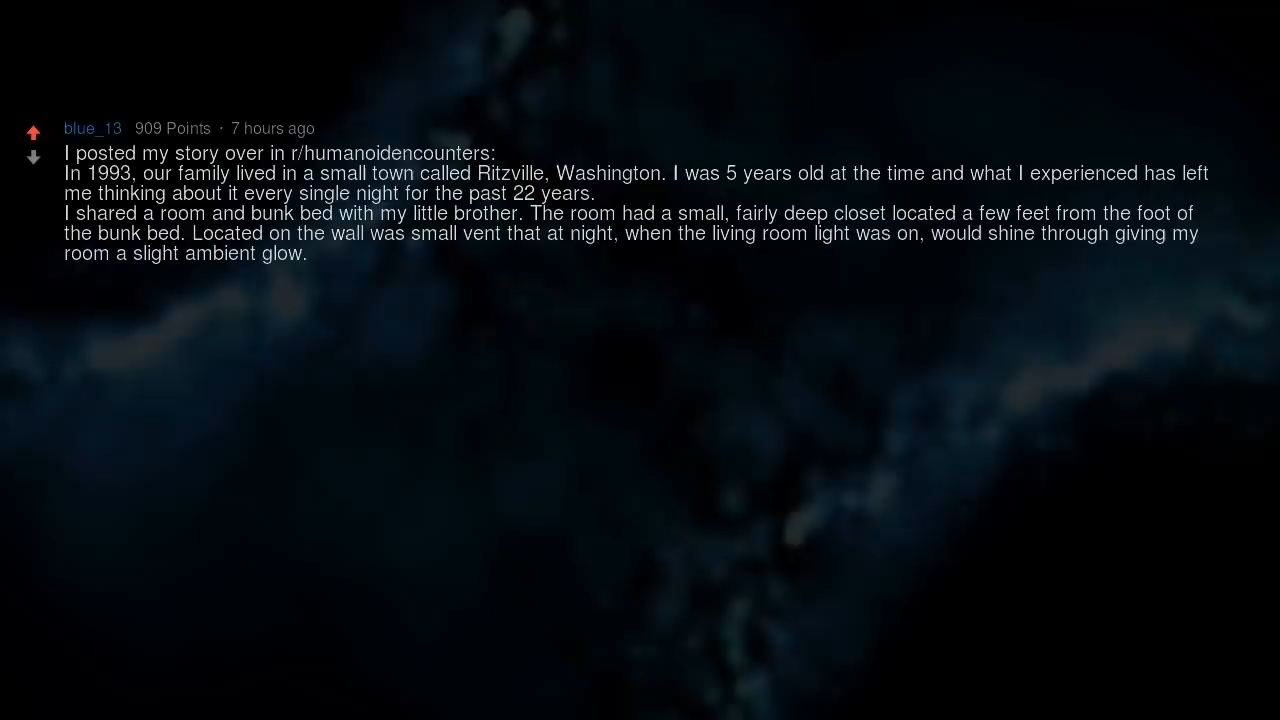 blue_13 909 Points · 7 hours ago
I posted my story over in r/humanoidencounters:
In 1993, our family lived in a small town called Ritzville, Washington. I was 5 years old at the time and what I experienced has left
me thinking about it every single night for the past 22 years.
I shared a room and bunk bed with my little brother. The room had a small, fairly deep closet located a few feet from the foot of
the bunk bed. Located on the wall was small vent that at night, when the living room light was on, would shine through giving my
room a slight ambient glow.